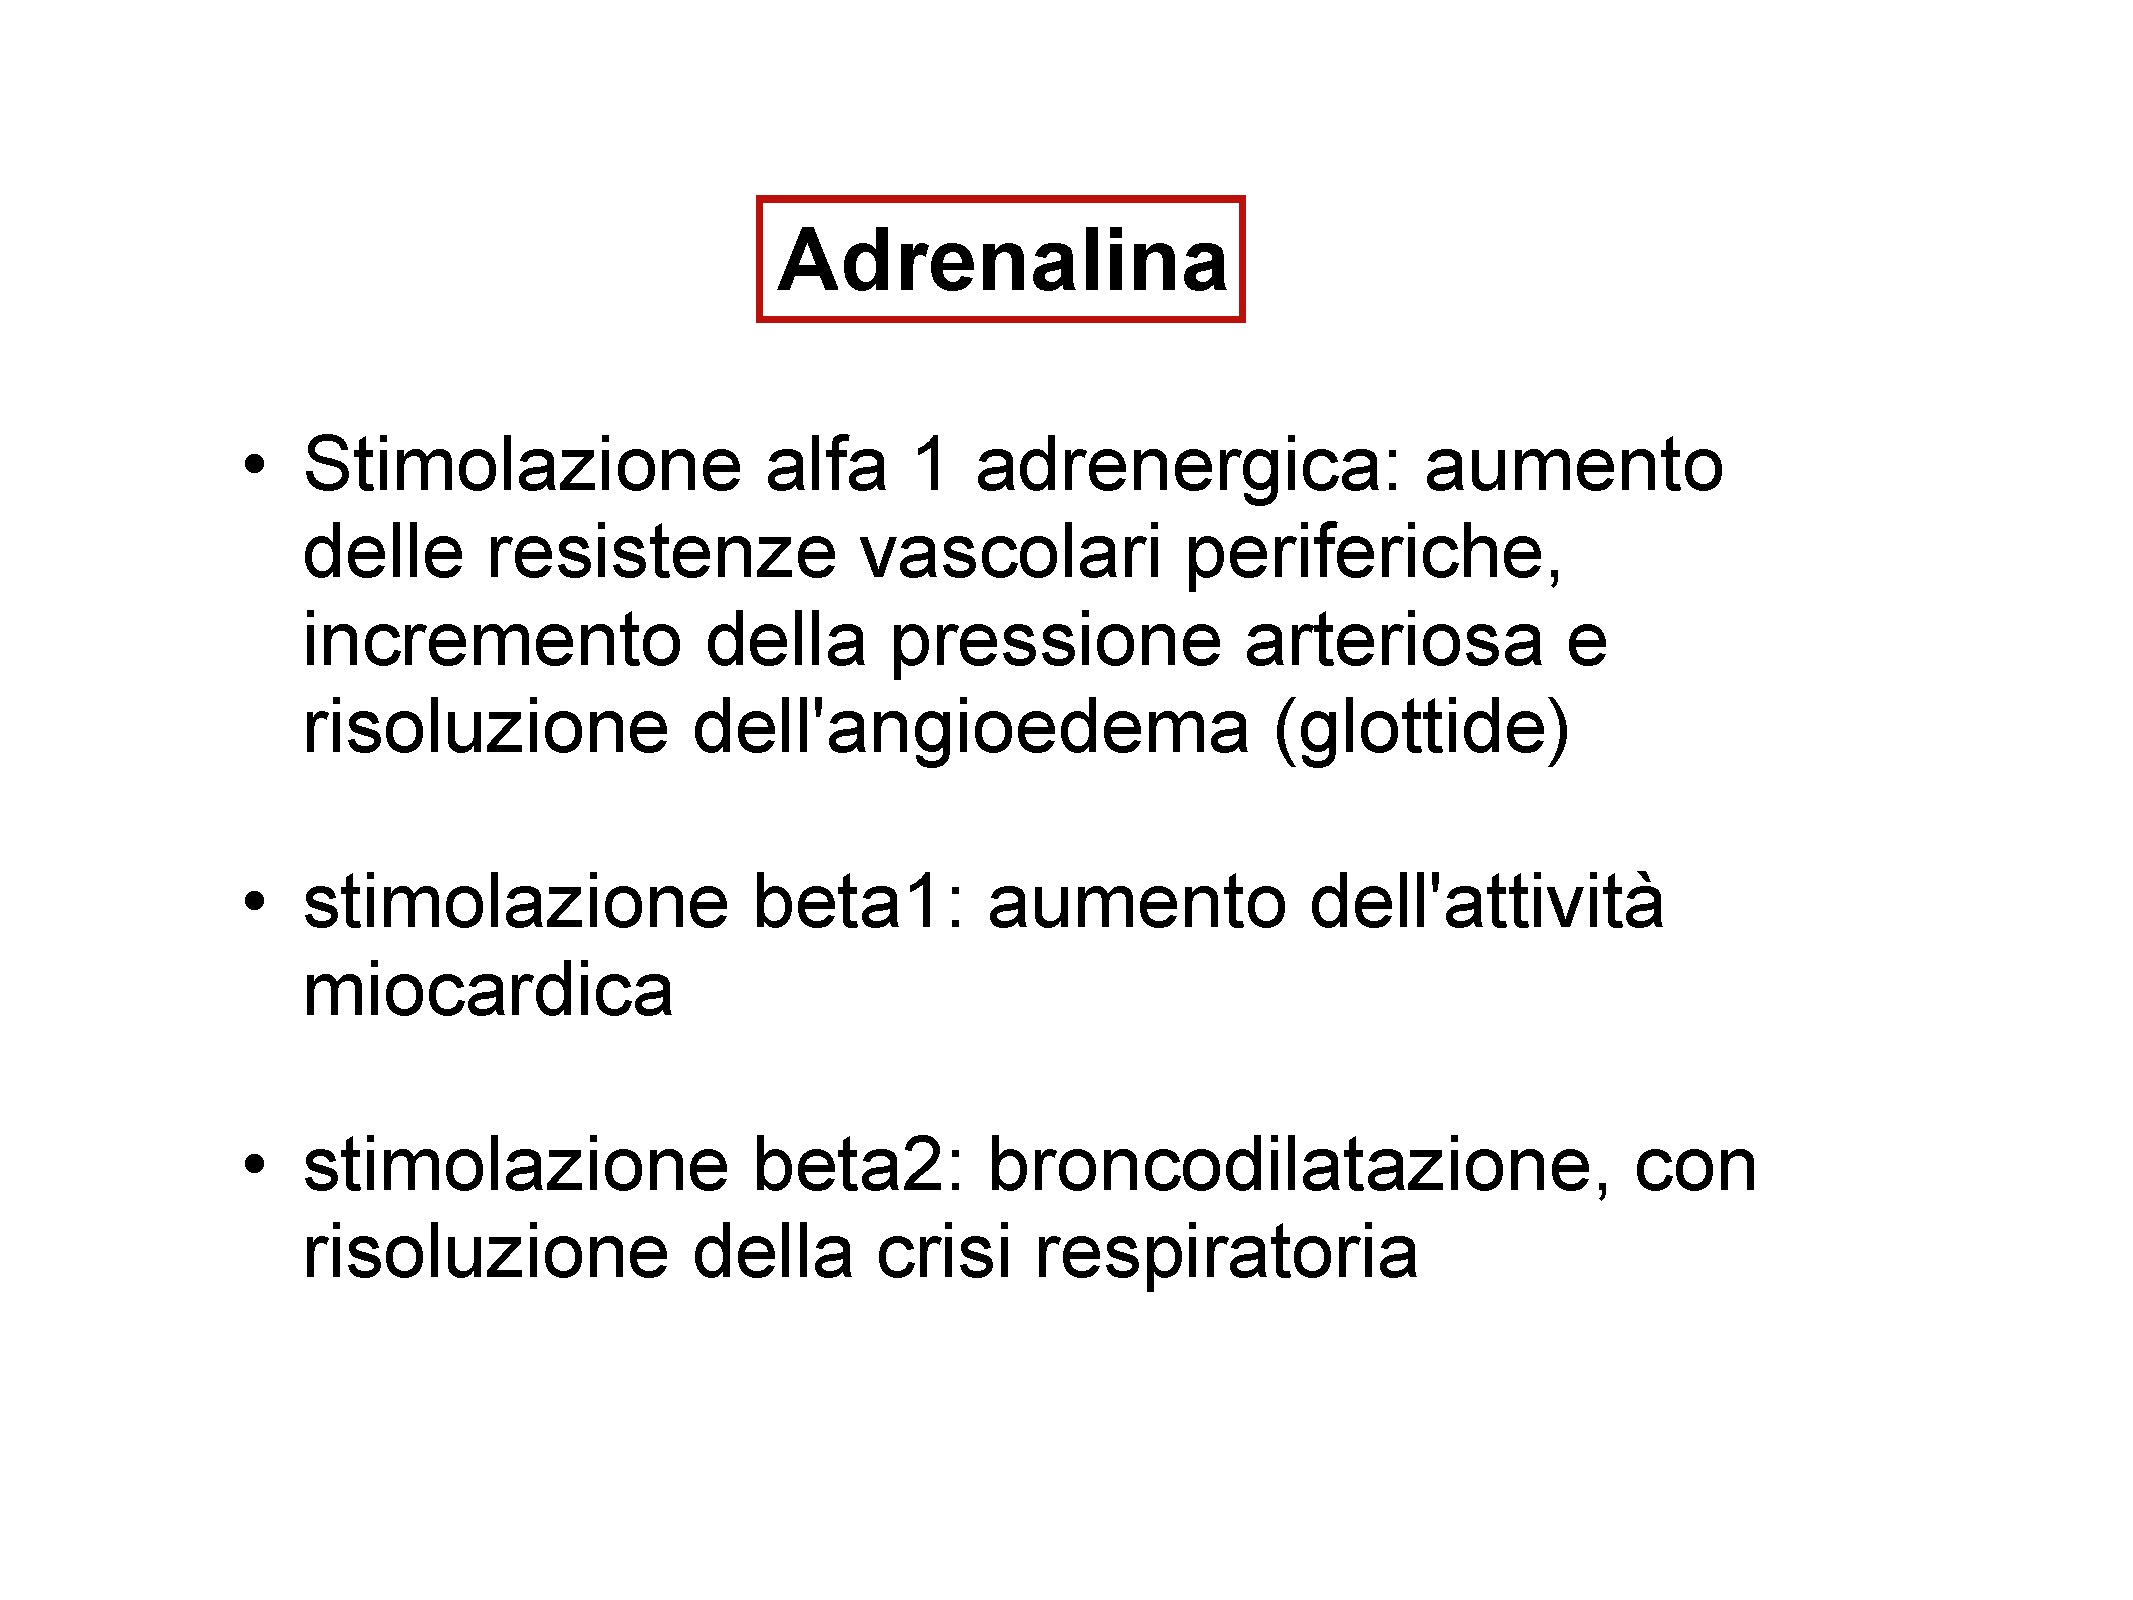 Adrenalina
• Stimolazione alfa 1 adrenergica: aumento
delle resistenze vascolari periferiche,
incremento della pressione arteriosa e
risoluzione dell'angioedema (glottide)
• stimolazione beta1: aumento dell'attività
miocardica
• stimolazione beta2: broncodilatazione, con
risoluzione della crisi respiratoria